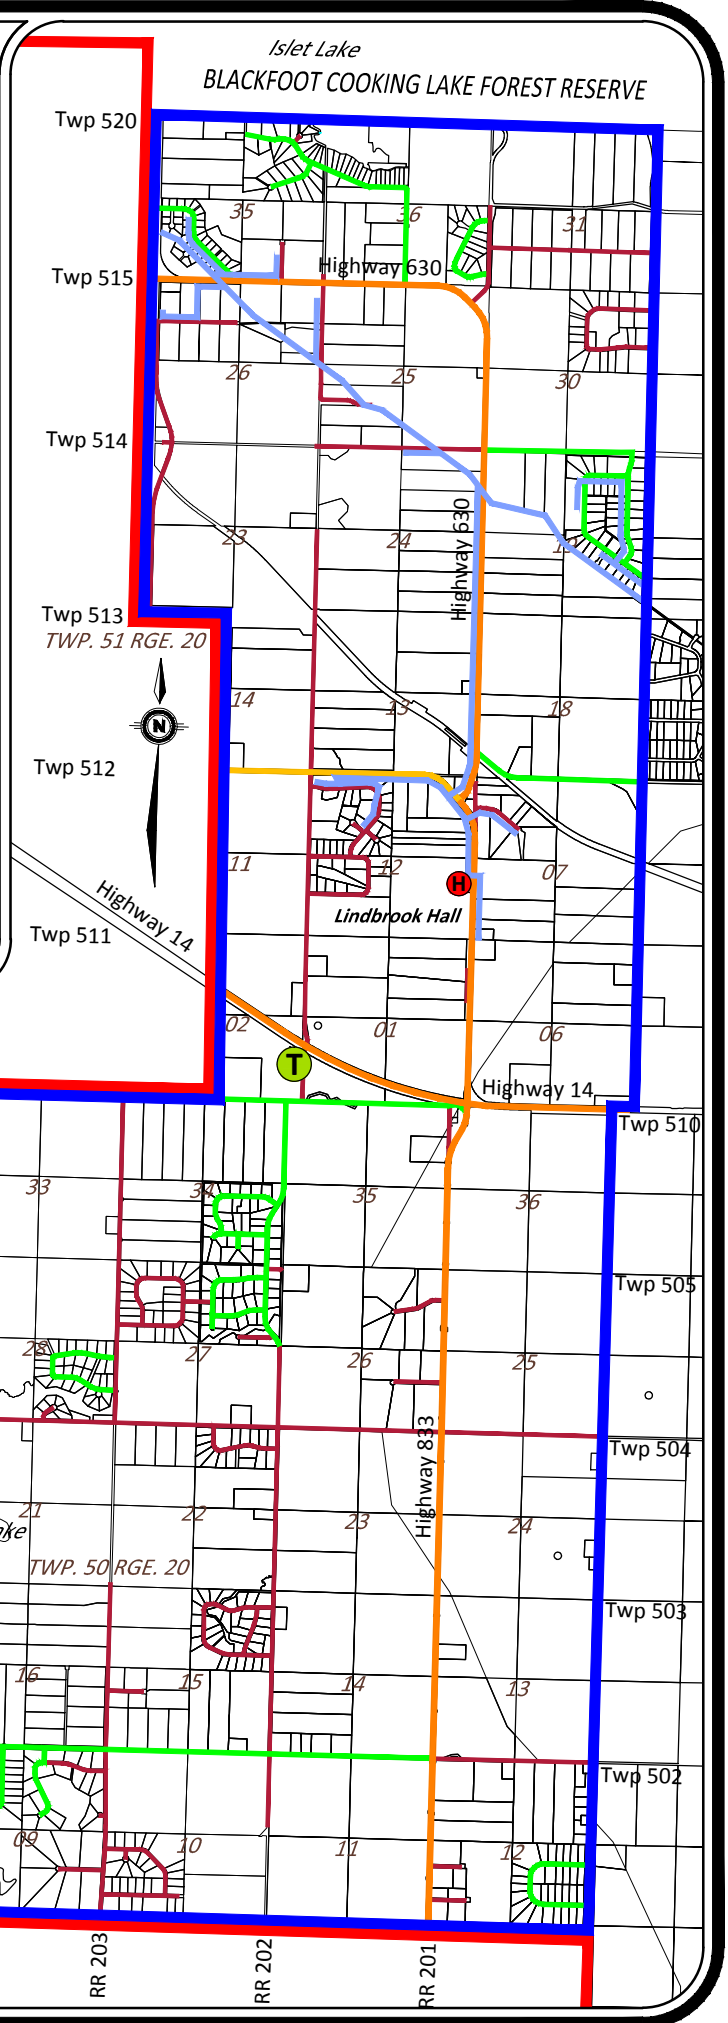 Islet Lake
BLACKFOOT COOKING LAKE FOREST RESERVE
Twp 520
35
36
31
Highway 630
Twp 515
26
25
30
Twp 514
Highway 630
23
24
19
Twp 513
TWP. 51 RGE. 20
14
13
18
N
Twp 512
11
12
07
H
Highway 14
Lindbrook Hall
Twp 511
02
01
06
T
Highway 14
Twp 510
33
34
35
36
Twp 505
28
27
26
25
Highway 833
Twp 504
21
22
23
24
ke
TWP. 50 RGE. 20
Twp 503
16
15
14
13
Twp 502
09
10
11
12
RR 203
RR 202
RR 201